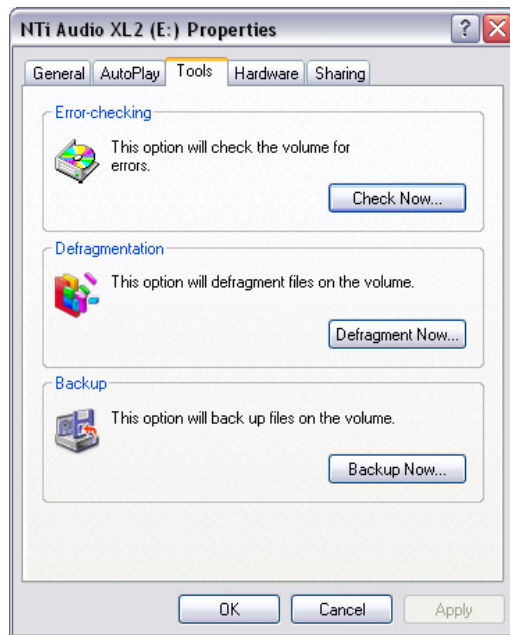 NTi Audio XL2 (E:) Properties
General AutoPlay Tools Hardware Sharing
Error-checking
This option will check the volume for
errors.
Check Now...
Defragmentation
This option will defragment files on the volume.
Defragment Now...
Backup
This option will back up files on the volume.
Backup Now...
OK Cancel Apply